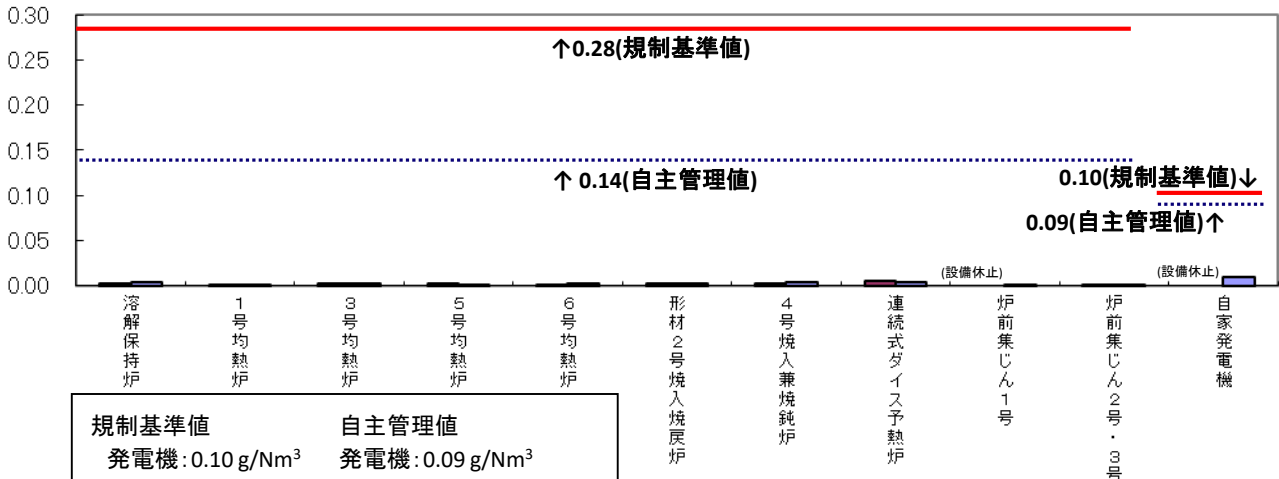 0.30
0.25
0.20
0.15
0.10
0.05
0.00
↑0.28(規制基準値)
↑ 0.14(自主管理値)
0.10(規制基準値)↓
0.09(自主管理値)↑
(設備休止)
(設備休止)
溶解保持炉
1号均熱炉
3号均熱炉
5号均熱炉
6号均熱炉
形材2号焼入焼戻炉
4号焼入兼焼鈍炉
連続式ダイス予熱炉
炉前集じん1号
炉前集じん2号・3号
自家発電機
規制基準値 自主管理値
発電機:0.10 g/Nm³ 発電機:0.09 g/Nm³